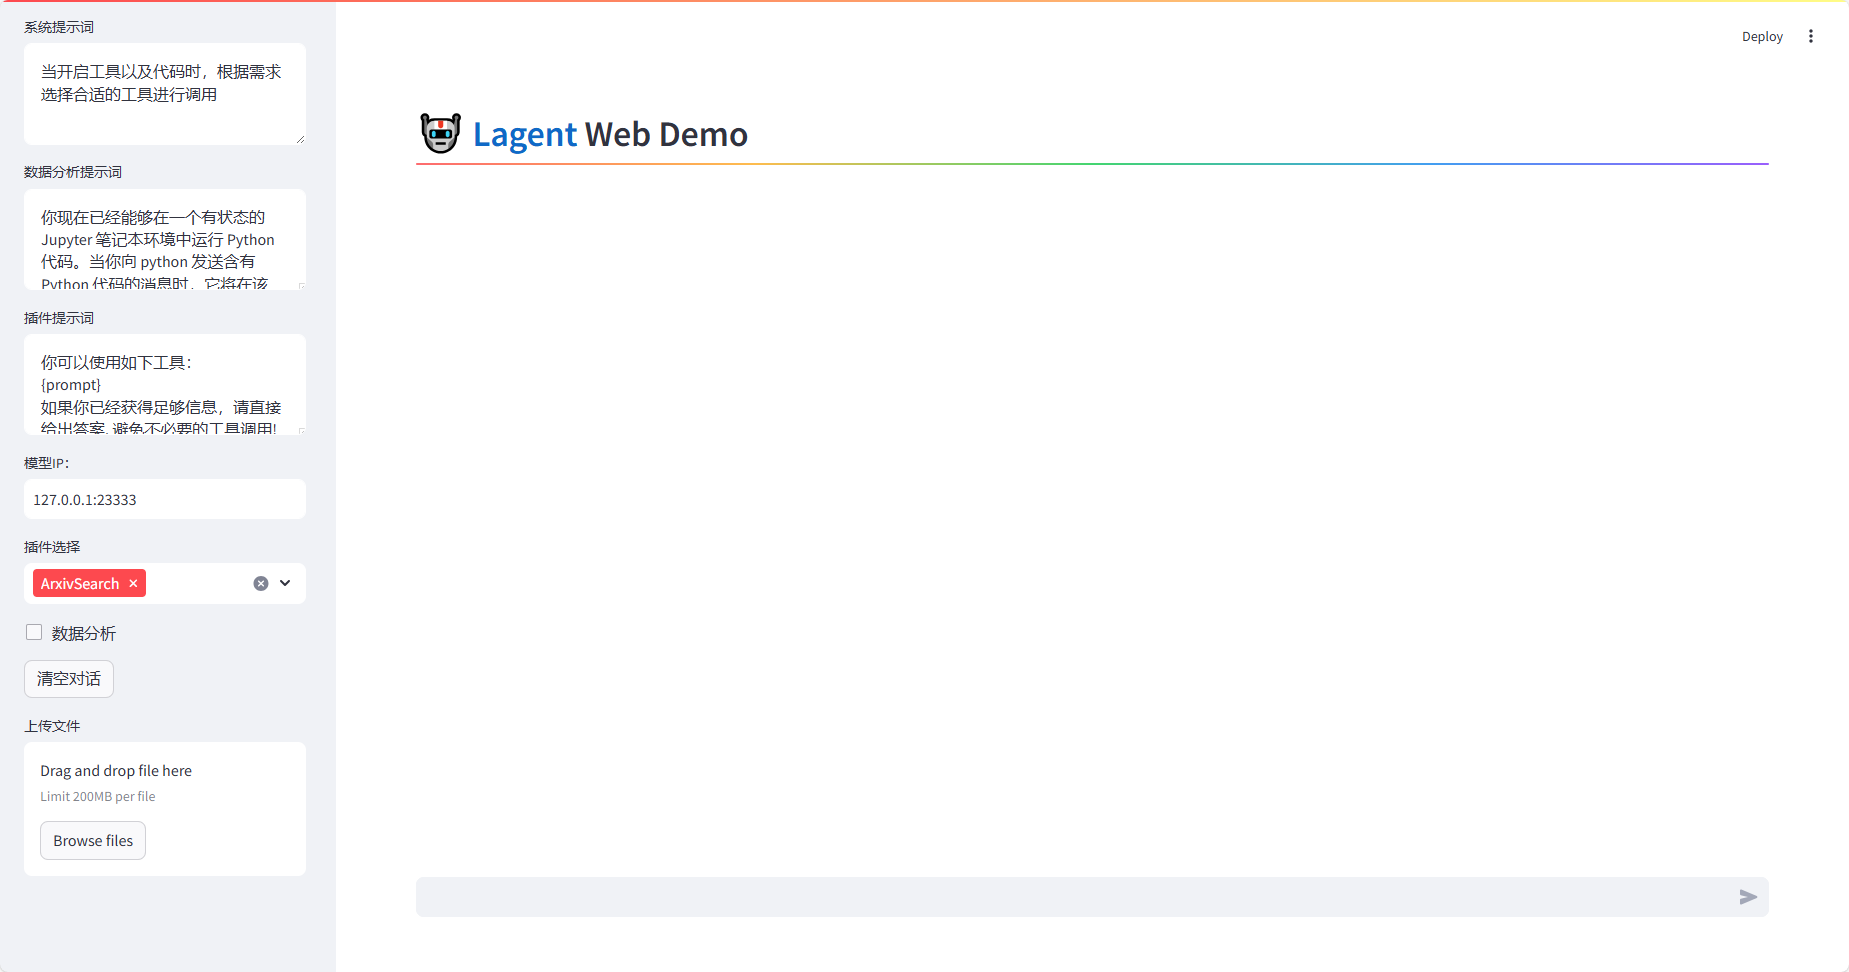 系统提示词
当开启工具以及代码时，根据需求
选择合适的工具进行调用
数据分析提示词
你现在已经能够在一个有状态的
Jupyter 笔记本环境中运行 Python
代码。当你向 python 发送含有
Python 代码的消息时，它将在该
插件提示词
你可以使用如下工具：
{prompt}
如果你已经获得足够信息，请直接
给出答案. 避免不必要的工具调用!
模型IP：
127.0.0.1:23333
插件选择
ArxivSearch
数据分析
清空对话
上传文件
Drag and drop file here
Limit 200MB per file
Browse files
Deploy
Lagent Web Demo